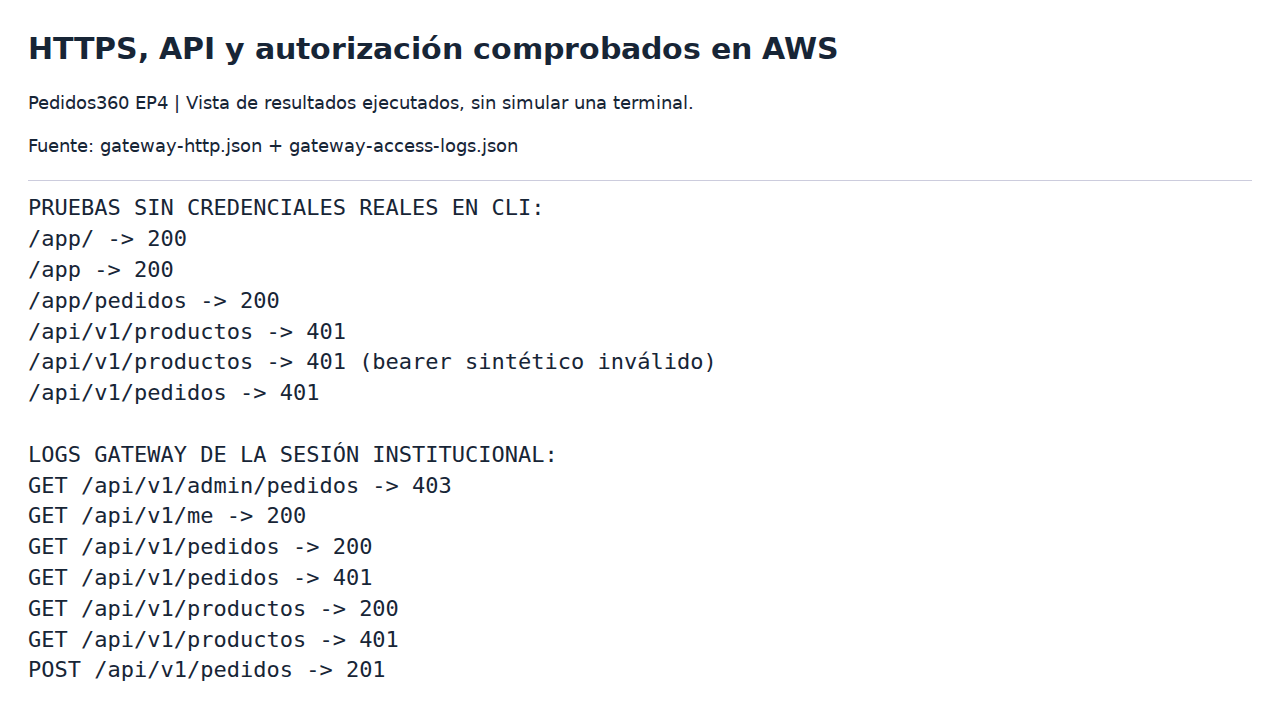 HTTPS, API y autorización comprobados en AWS
Pedidos360 EP4 | Vista de resultados ejecutados, sin simular una terminal.
Fuente: gateway-http.json + gateway-access-logs.json
PRUEBAS SIN CREDENCIALES REALES EN CLI:
/app/ -> 200
/app -> 200
/app/pedidos -> 200
/api/v1/productos -> 401
/api/v1/productos -> 401 (bearer sintético inválido)
/api/v1/pedidos -> 401
LOGS GATEWAY DE LA SESIÓN INSTITUCIONAL:
GET /api/v1/admin/pedidos -> 403
GET /api/v1/me -> 200
GET /api/v1/pedidos -> 200
GET /api/v1/pedidos -> 401
GET /api/v1/productos -> 200
GET /api/v1/productos -> 401
POST /api/v1/pedidos -> 201